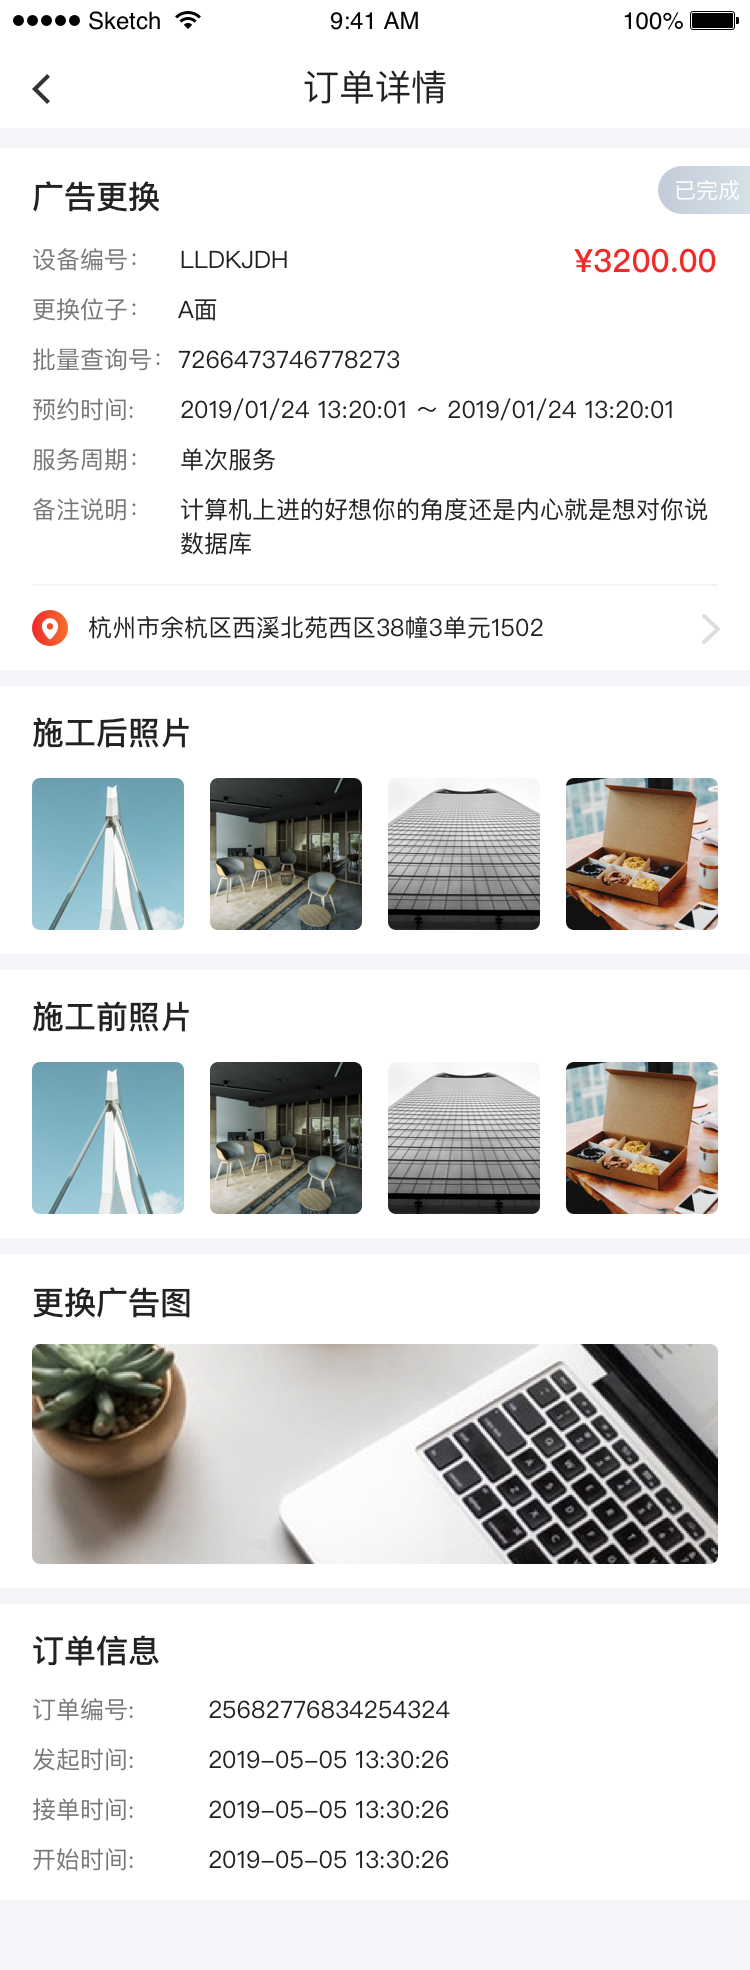 Sketch 9:41 AM 100%
订单详情
广告更换 已完成
设备编号： LLDKJDH ¥3200.00
更换位子： A面
批量查询号： 7266473746778273
预约时间: 2019/01/24 13:20:01 ～ 2019/01/24 13:20:01
服务周期： 单次服务
备注说明： 计算机上进的好想你的角度还是内心就是想对你说
数据库
杭州市余杭区西溪北苑西区38幢3单元1502
施工后照片
施工前照片
更换广告图
订单信息
订单编号: 25682776834254324
发起时间: 2019-05-05 13:30:26
接单时间: 2019-05-05 13:30:26
开始时间: 2019-05-05 13:30:26